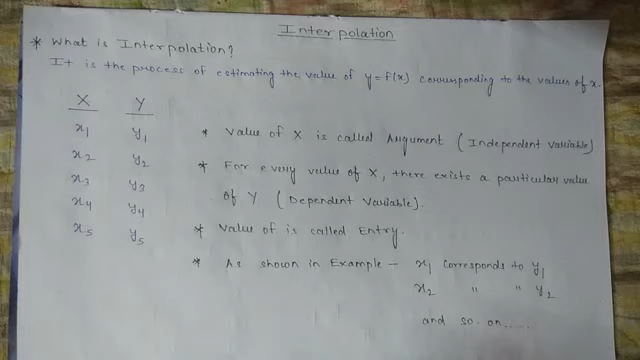 Interpolation
* What is Interpolation?
It is the process of estimating the value of y=f(x) corresponding to the values of x.
X Y
x1 y1
x2 y2
x3 y3
x4 y4
x5 y5
* Value of X is called Argument (Independent variable)
* For every value of X, there exists a particular value
of Y (Dependent Variable).
* Value of is called Entry.
* As shown in Example - x1 corresponds to y1
x2 " " y2
and so on.....